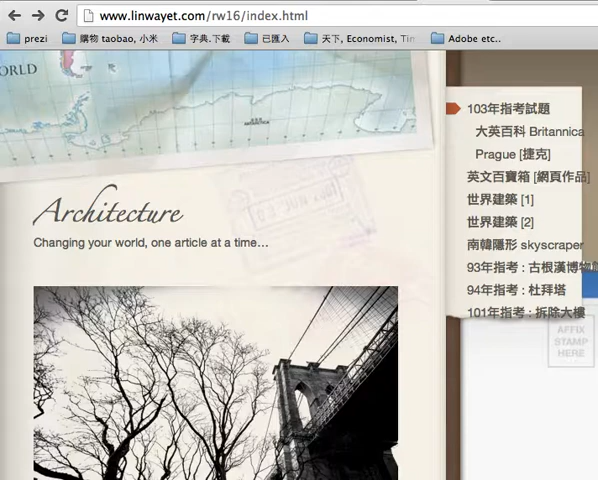 www.linwayet.com/rw16/index.html
prezi
購物 taobao, 小米
字典.下載
已匯入
天下, Economist, Tim
Adobe etc..
ORLD
ANTARCTICA
Architecture
Changing your world, one article at a time…
103年指考試題
大英百科 Britannica
Prague [捷克]
英文百寶箱 [網頁作品]
世界建築 [1]
世界建築 [2]
南韓隱形 skyscraper
93年指考 : 古根漢博物館
94年指考 : 杜拜塔
101年指考 : 拆除大樓
AFFIX
STAMP
HERE